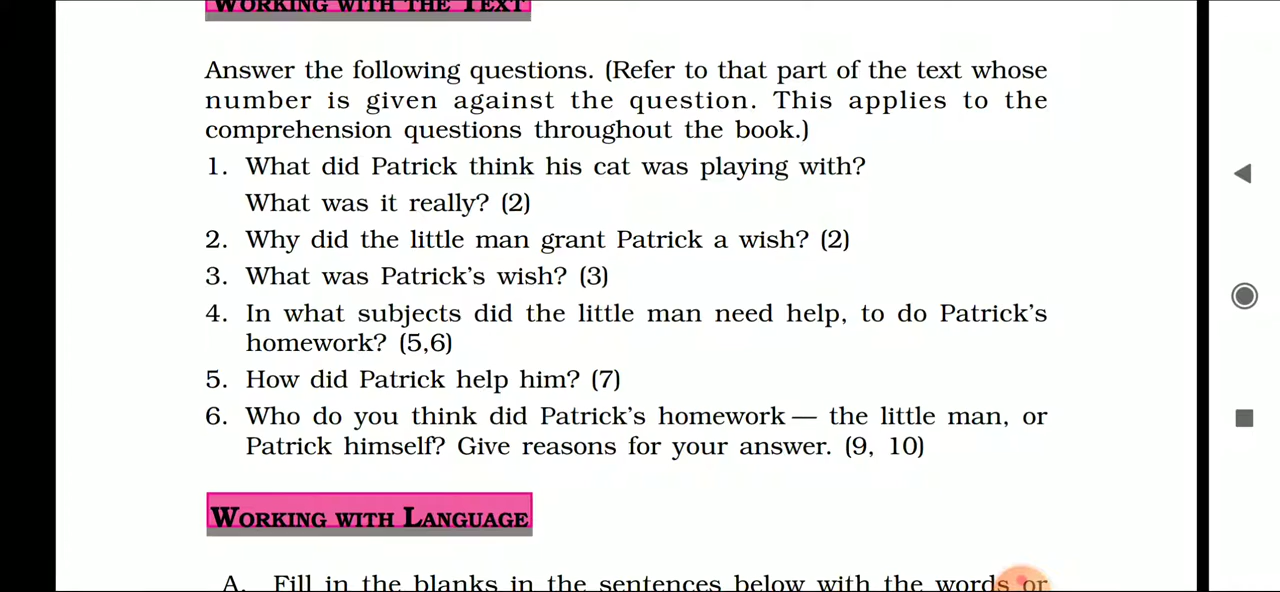 WORKING WITH THE TEXT
Answer the following questions. (Refer to that part of the text whose
number is given against the question. This applies to the
comprehension questions throughout the book.)
1. What did Patrick think his cat was playing with?
What was it really? (2)
2. Why did the little man grant Patrick a wish? (2)
3. What was Patrick's wish? (3)
4. In what subjects did the little man need help, to do Patrick's
homework? (5,6)
5. How did Patrick help him? (7)
6. Who do you think did Patrick's homework — the little man, or
Patrick himself? Give reasons for your answer. (9, 10)
WORKING WITH LANGUAGE
A. Fill in the blanks in the sentences below with the words or